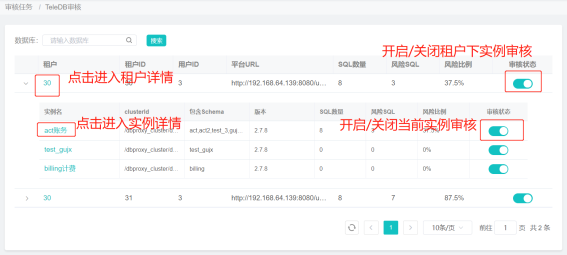 审核任务 / TeleDB审核
数据库: 请输入数据库 搜索
开启/关闭租户下实例审核
租户 租户ID 用户ID 平台URL SQL数量 风险SQL 风险比例 审核状态
30 点击进入租户详情 3 http://192.168.64.139:8080/u... 8 3 37.5%
实例名 clusterId 包含Schema 版本 SQL数量 风险SQL 风险比例 审核状态
act账务 点击进入实例详情 /dbproxy_cluster/8... act,act2,test_3,guj... 2.7.8 8 开启/关闭当前实例审核
test_gujx /dbproxy_cluster/8... test_gujx 2.7.8 0 0 0%
billing计费 /dbproxy_cluster/8... billing 2.7.8 0 0 0%
30 31 3 http://192.168.64.139:8080/u... 8 7 87.5%
1 10条/页 前往 1 页 共 2 条